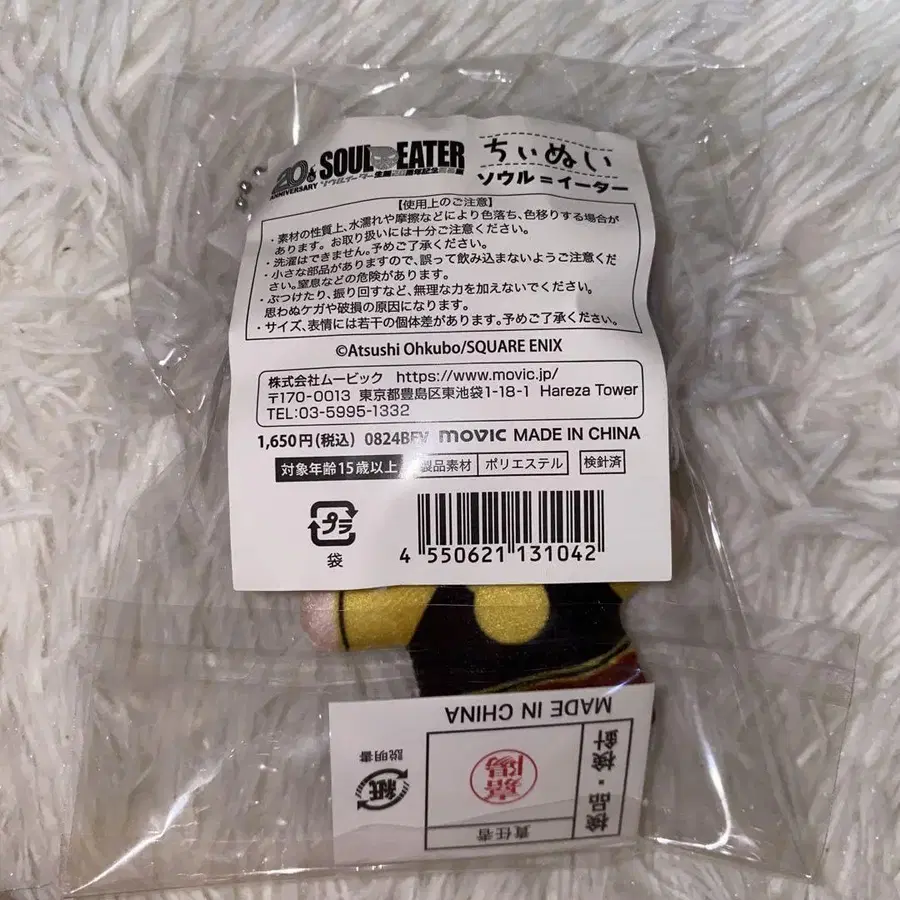 20th ANNIVERSARY
SOUL EATER
ちぃぬい
ソウル=イーター
【使用上のご注意】
・素材の性質上、水濡れや摩擦などにより色落ち、色移りする場合が
あります。お取り扱いには十分ご注意ください。
・洗濯はできません。予めご了承ください。
・小さな部品がありますので、誤って飲み込まないようご注意くだ
さい。窒息などの危険があります。
・ぶつけたり、振り回すなど、無理な力を加えないでください。
思わぬケガや破損の原因になります。
・サイズ、表情には若干の個体差があります。予めご了承ください。
©Atsushi Ohkubo/SQUARE ENIX
株式会社ムービック https://www.movic.jp/
〒170-0013 東京都豊島区東池袋1-18-1 Hareza Tower
TEL:03-5995-1332
1,650円(税込) 0824BFY movic MADE IN CHINA
対象年齢15歳以上 製品素材 ポリエステル 検針済
プラ
袋
4 550621 131042
MADE IN CHINA
検品・検針
責任者
説明書
紙